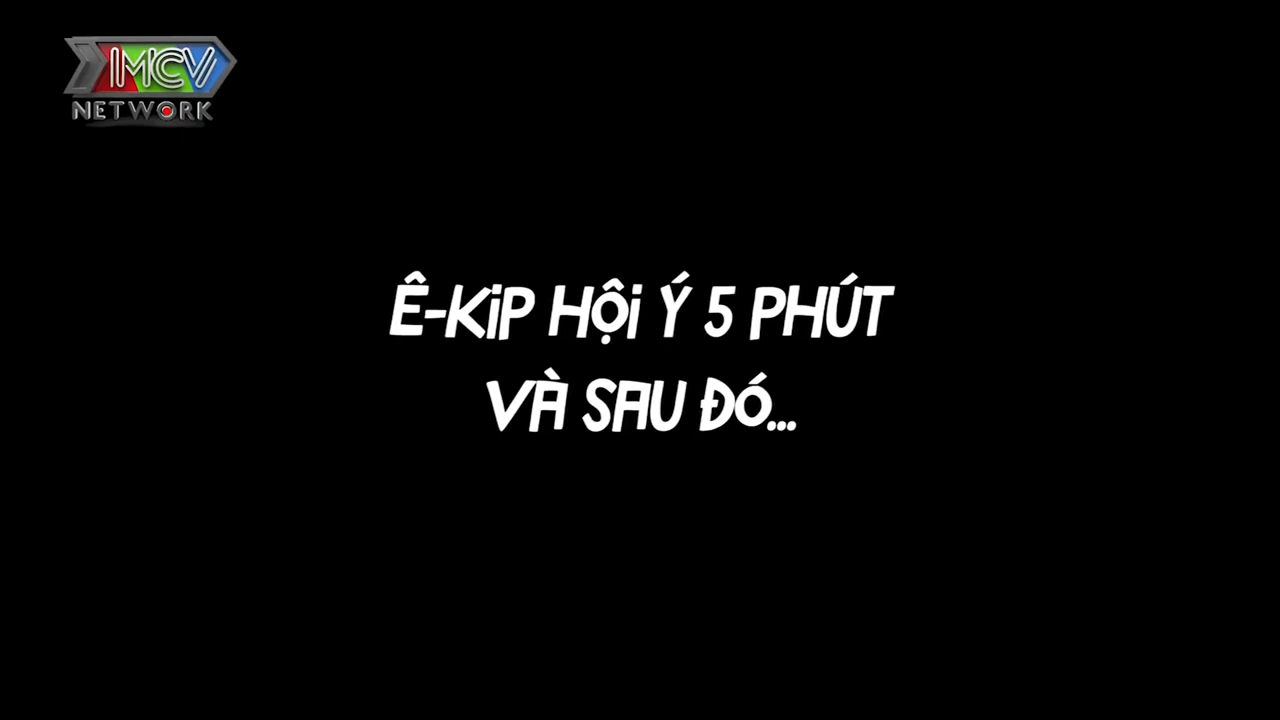 MCV
NETWORK
Ê-KiP HỘi Ý 5 PHÚT
VÀ SAU ĐÓ...